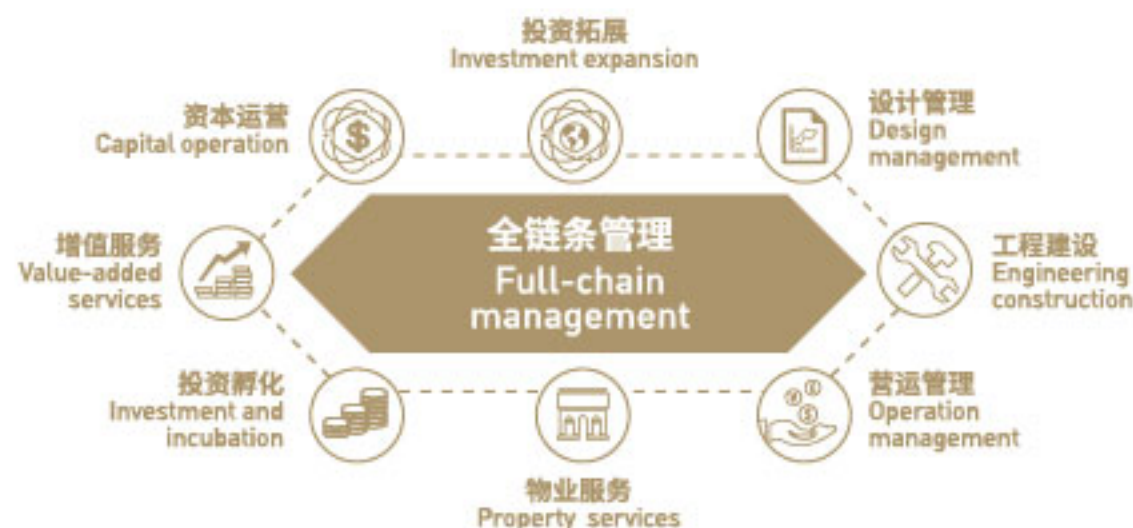 投资拓展
Investment expansion
资本运营
Capital operation
设计管理
Design
management
增值服务
Value-added
services
全链条管理
Full-chain
management
工程建设
Engineering
construction
投资孵化
Investment and
incubation
营运管理
Operation
management
物业服务
Property services